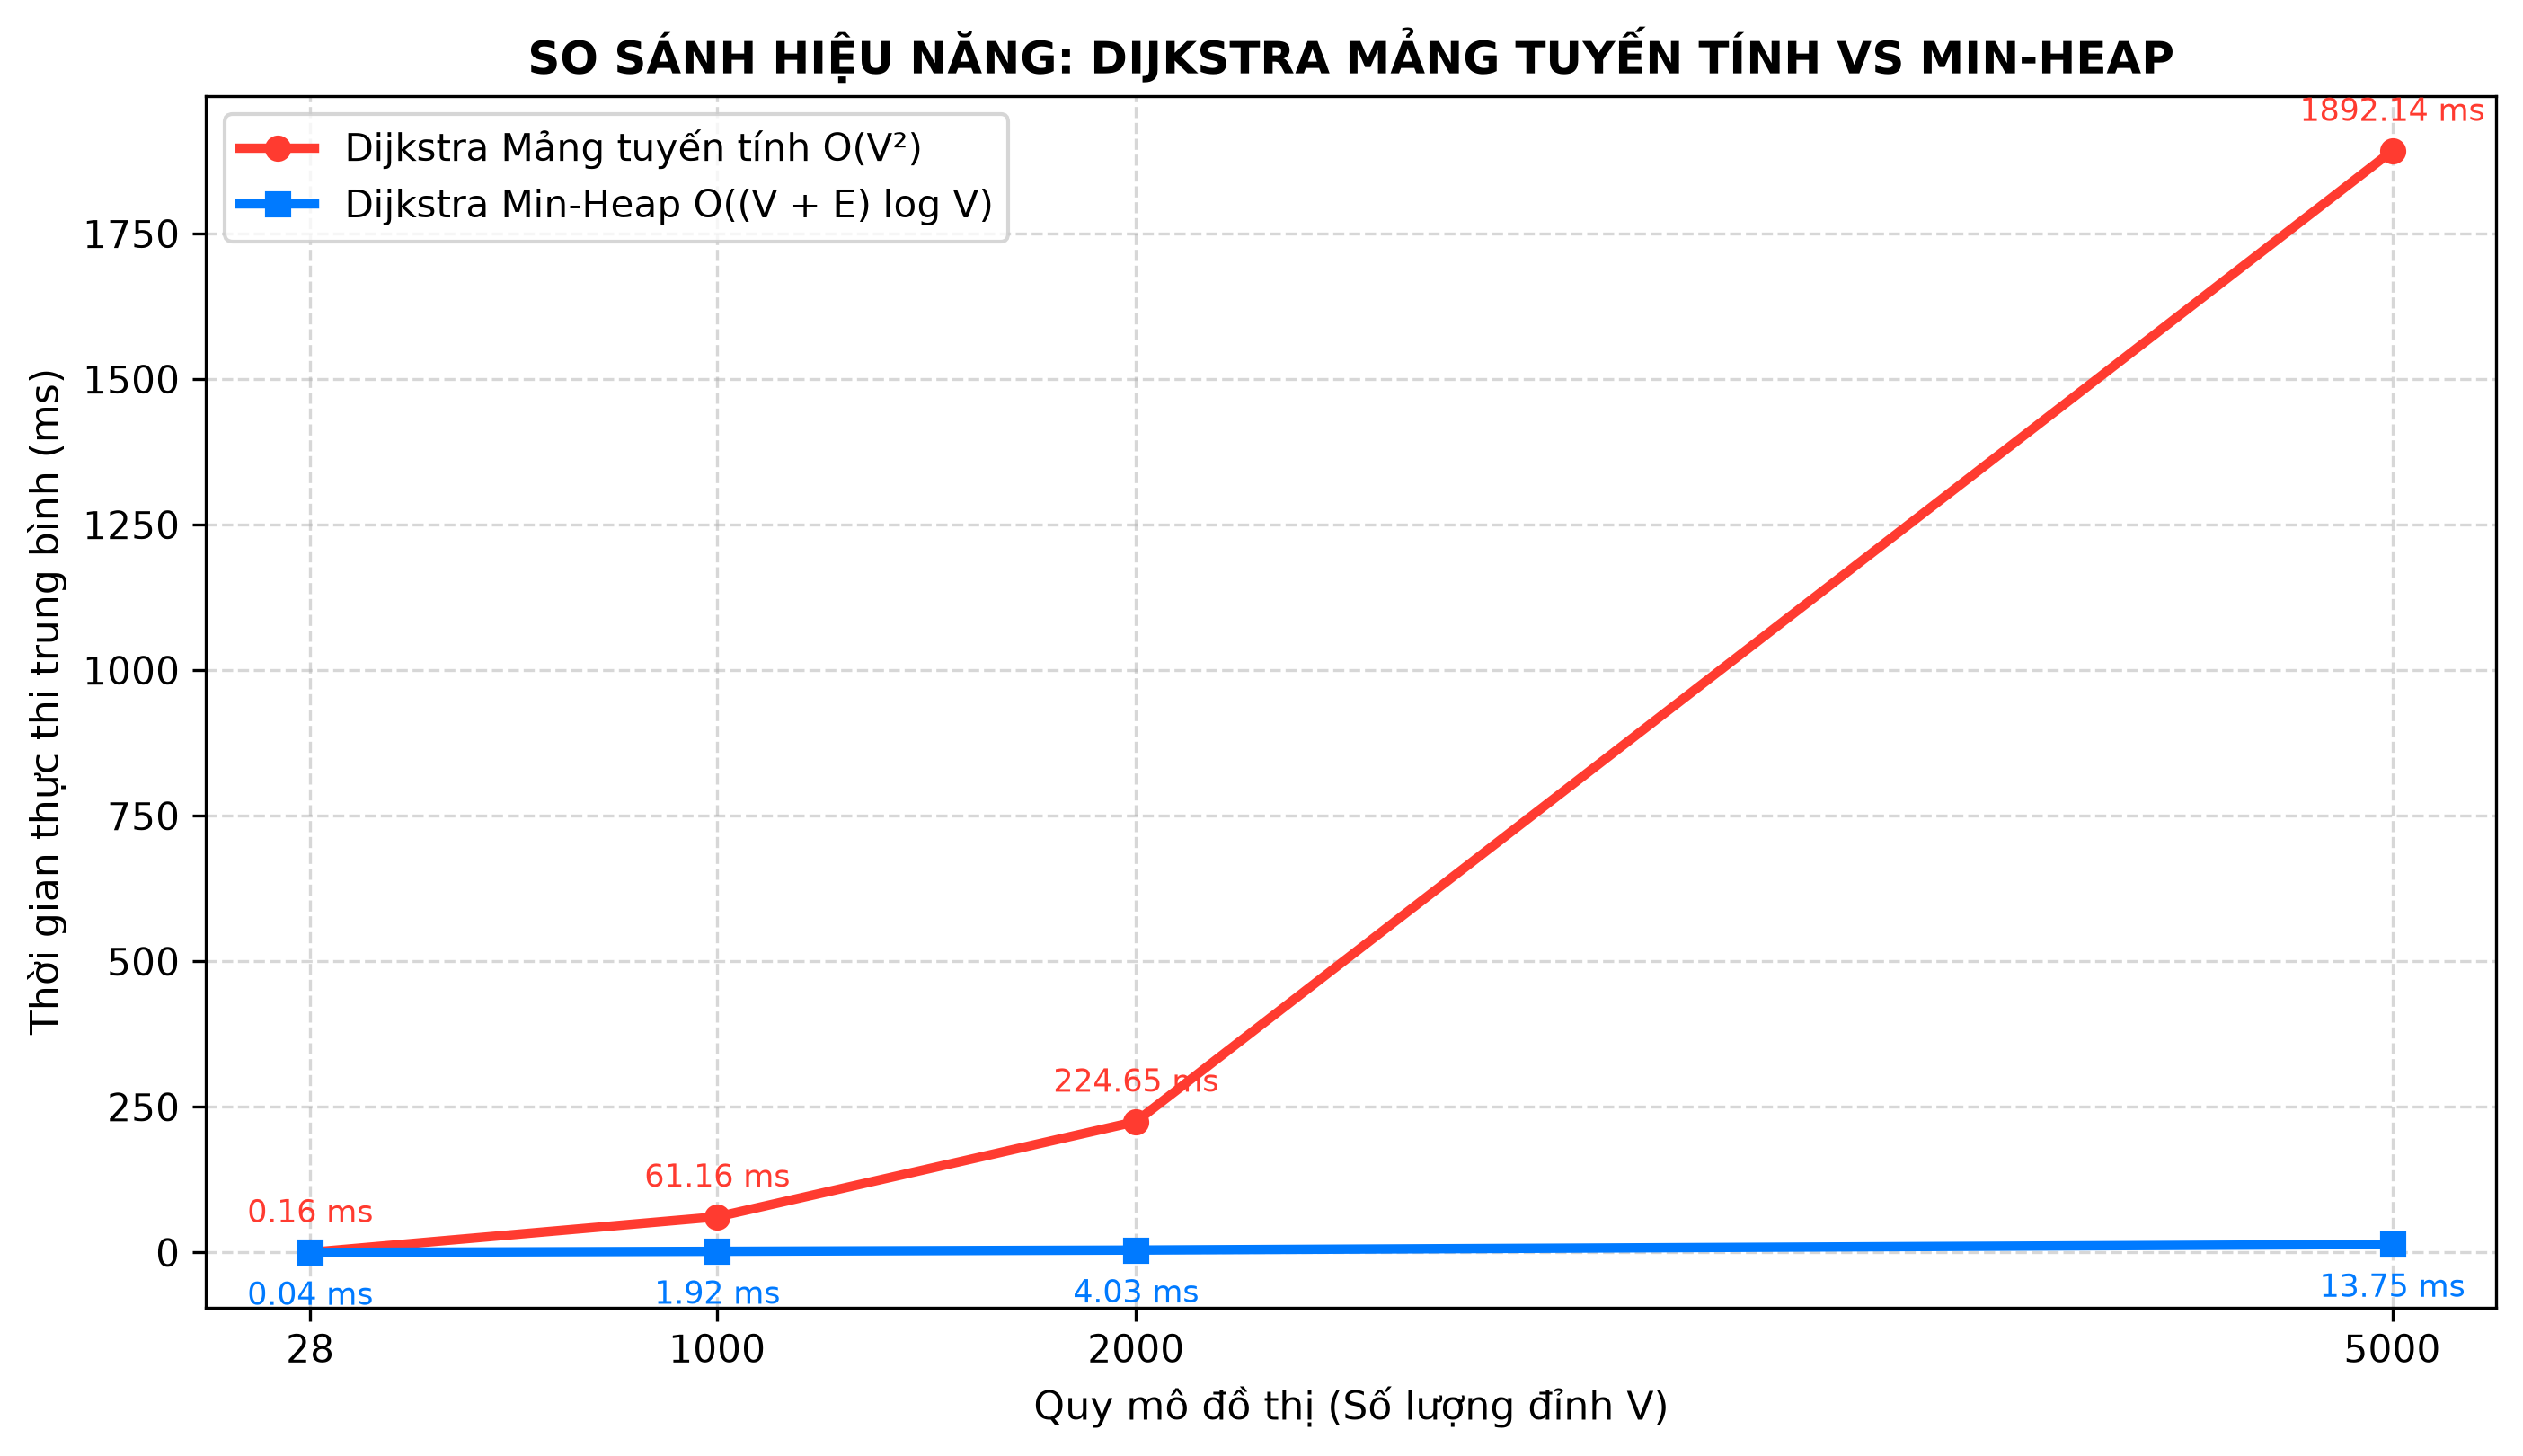 SO SÁNH HIỆU NĂNG: DIJKSTRA MẢNG TUYẾN TÍNH VS MIN-HEAP
Dijkstra Mảng tuyến tính O(V²)
Dijkstra Min-Heap O((V + E) log V)
Thời gian thực thi trung bình (ms)
1750
1500
1250
1000
750
500
250
0
1892.14 ms
224.65 ms
61.16 ms
0.16 ms
0.04 ms
1.92 ms
4.03 ms
13.75 ms
28
1000
2000
5000
Quy mô đồ thị (Số lượng đỉnh V)